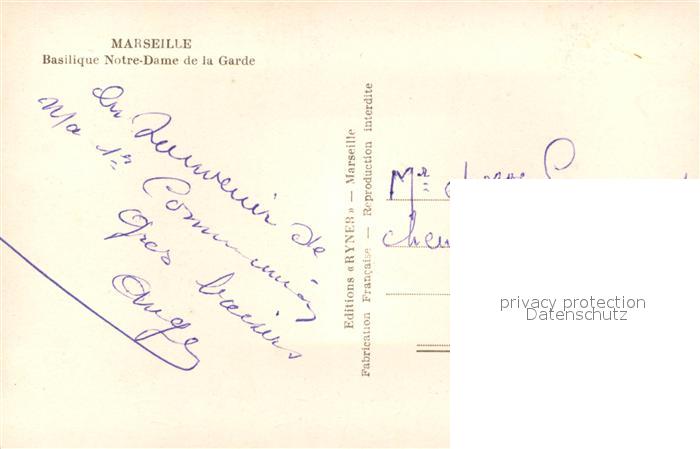 MARSEILLE
Basilique Notre-Dame de la Garde
En Souvenir de
Ma 1re Communion
Gros baisers
Ange
Editions «RYNER» — Marseille
Fabrication Française — Reproduction interdite
Mr
privacy protection
Datenschutz